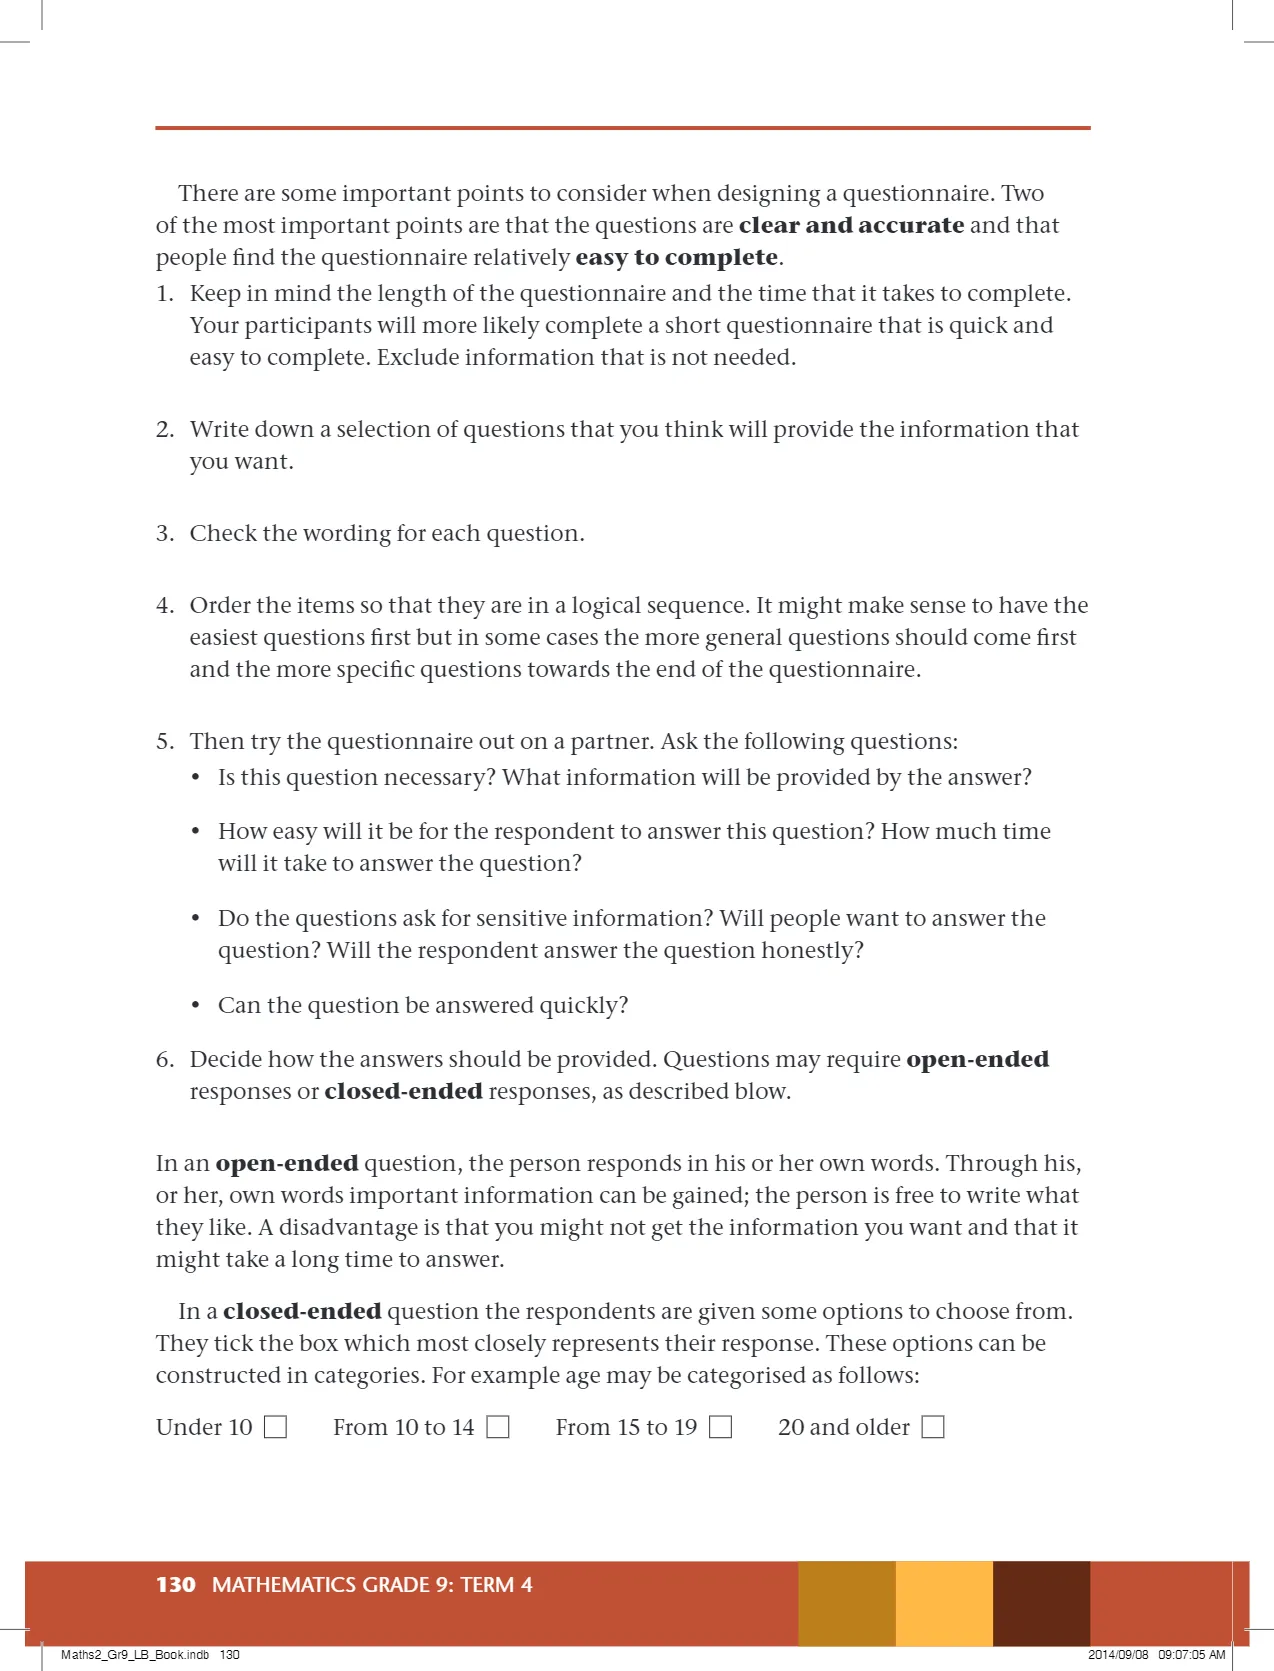 There are some important points to consider when designing a questionnaire. Two
of the most important points are that the questions are clear and accurate and that
people find the questionnaire relatively easy to complete.
1. Keep in mind the length of the questionnaire and the time that it takes to complete.
Your participants will more likely complete a short questionnaire that is quick and
easy to complete. Exclude information that is not needed.
2. Write down a selection of questions that you think will provide the information that
you want.
3. Check the wording for each question.
4. Order the items so that they are in a logical sequence. It might make sense to have the
easiest questions first but in some cases the more general questions should come first
and the more specific questions towards the end of the questionnaire.
5. Then try the questionnaire out on a partner. Ask the following questions:
• Is this question necessary? What information will be provided by the answer?
• How easy will it be for the respondent to answer this question? How much time
will it take to answer the question?
• Do the questions ask for sensitive information? Will people want to answer the
question? Will the respondent answer the question honestly?
• Can the question be answered quickly?
6. Decide how the answers should be provided. Questions may require open-ended
responses or closed-ended responses, as described blow.
In an open-ended question, the person responds in his or her own words. Through his,
or her, own words important information can be gained; the person is free to write what
they like. A disadvantage is that you might not get the information you want and that it
might take a long time to answer.
In a closed-ended question the respondents are given some options to choose from.
They tick the box which most closely represents their response. These options can be
constructed in categories. For example age may be categorised as follows:
Under 10 From 10 to 14 From 15 to 19 20 and older
130 MATHEMATICS GRADE 9: TERM 4
Maths2_Gr9_LB_Book.indb 130 2014/09/08 09:07:05 AM